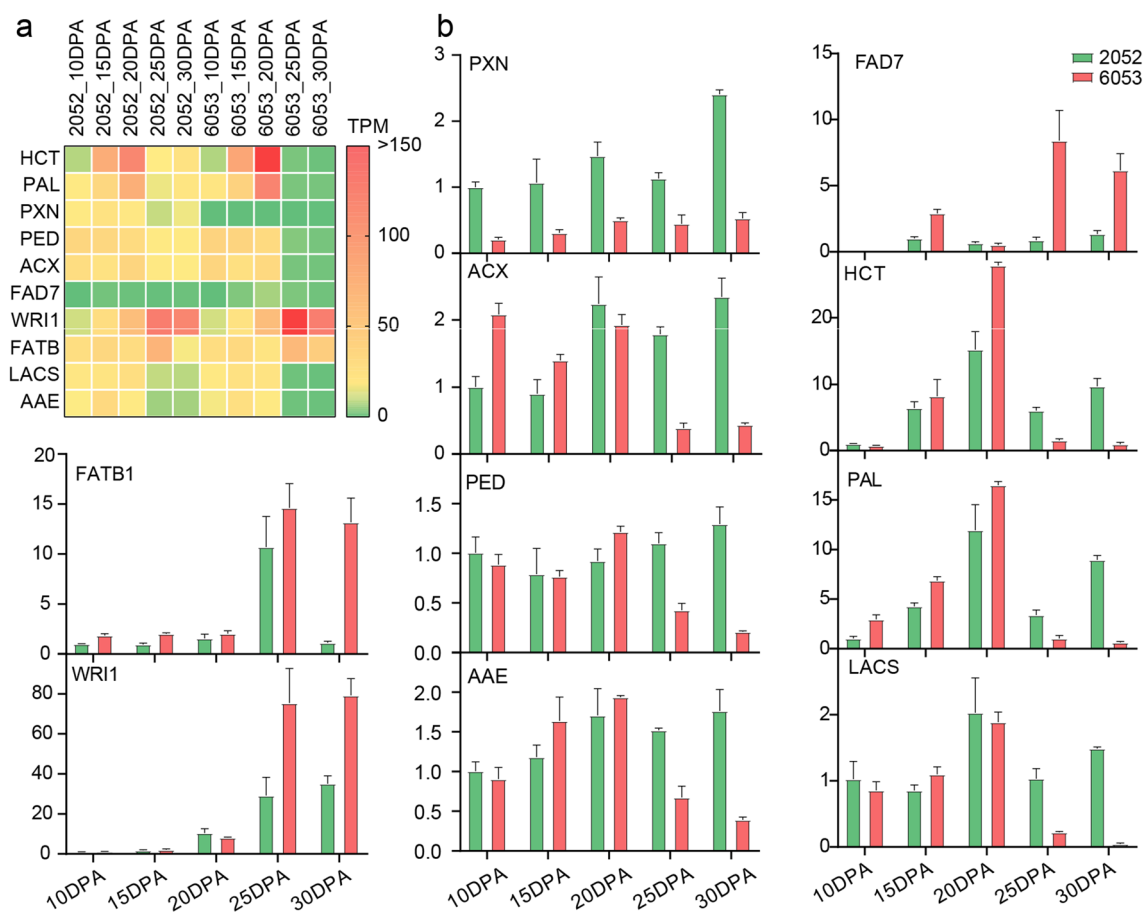 a
2052_10DPA
2052_15DPA
2052_20DPA
2052_25DPA
2052_30DPA
6053_10DPA
6053_15DPA
6053_20DPA
6053_25DPA
6053_30DPA
HCT
PAL
PXN
PED
ACX
FAD7
WRI1
FATB
LACS
AAE
TPM
>150
100
50
0
FATB1
20
15
10
5
0
WRI1
80
60
40
20
0
10DPA
15DPA
20DPA
25DPA
30DPA
b
PXN
3
2
1
0
ACX
2
1
0
PED
1.5
1.0
0.5
0.0
AAE
2.0
1.5
1.0
0.5
0.0
10DPA
15DPA
20DPA
25DPA
30DPA
FAD7
2052
6053
15
10
5
0
HCT
20
10
0
PAL
15
10
5
0
LACS
2
1
0
10DPA
15DPA
20DPA
25DPA
30DPA